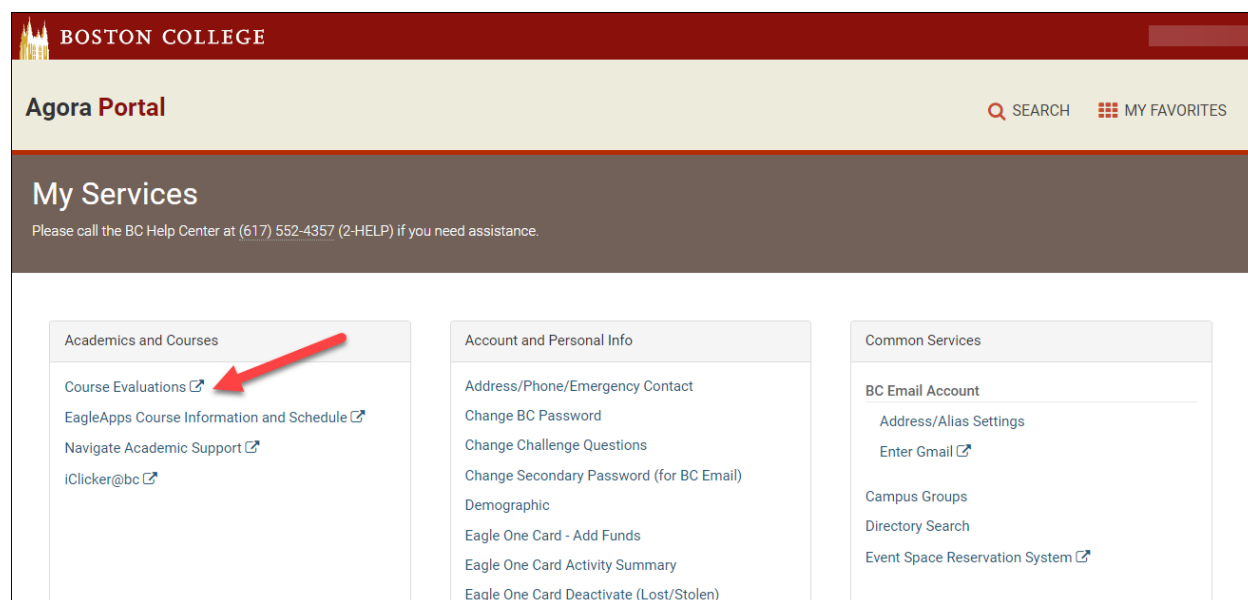 BOSTON COLLEGE
Agora Portal
SEARCH
MY FAVORITES
My Services
Please call the BC Help Center at (617) 552-4357 (2-HELP) if you need assistance.
Academics and Courses
Course Evaluations
EagleApps Course Information and Schedule
Navigate Academic Support
iClicker@bc
Account and Personal Info
Address/Phone/Emergency Contact
Change BC Password
Change Challenge Questions
Change Secondary Password (for BC Email)
Demographic
Eagle One Card - Add Funds
Eagle One Card Activity Summary
Eagle One Card Deactivate (Lost/Stolen)
Common Services
BC Email Account
Address/Alias Settings
Enter Gmail
Campus Groups
Directory Search
Event Space Reservation System